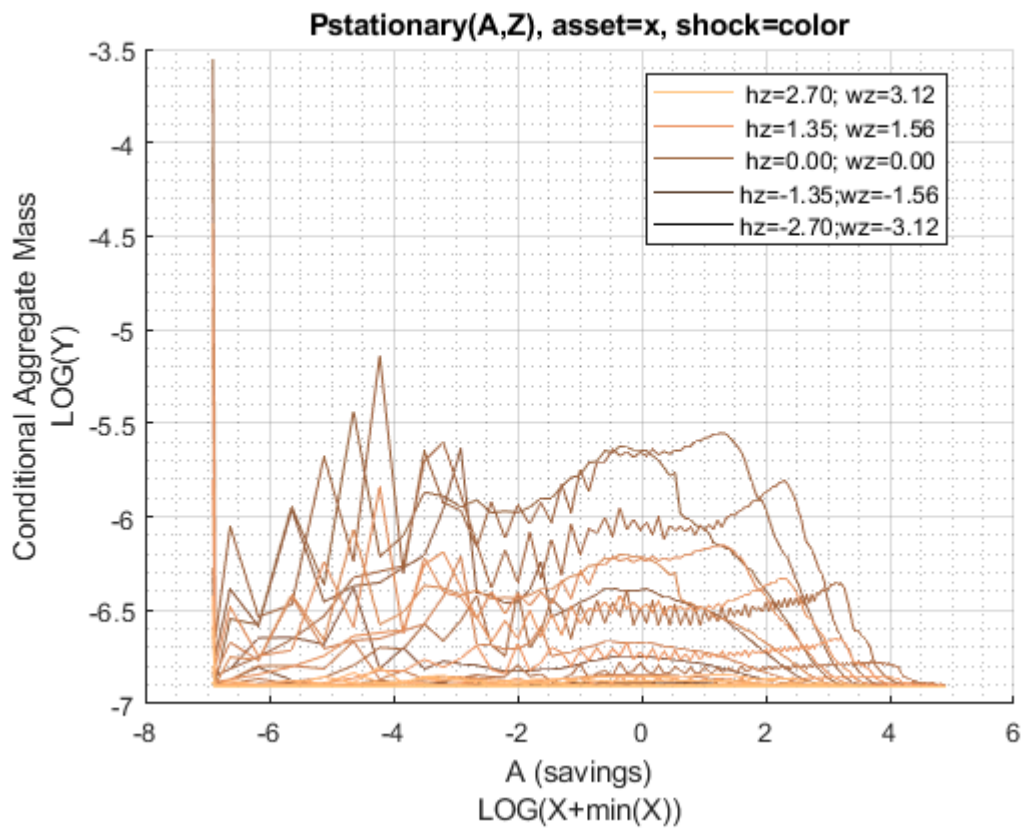 Pstationary(A,Z), asset=x, shock=color
-3.5
-4
-4.5
-5
-5.5
-6
-6.5
-7
Conditional Aggregate Mass
LOG(Y)
hz=2.70; wz=3.12
hz=1.35; wz=1.56
hz=0.00; wz=0.00
hz=-1.35;wz=-1.56
hz=-2.70;wz=-3.12
-8 -6 -4 -2 0 2 4 6
A (savings)
LOG(X+min(X))